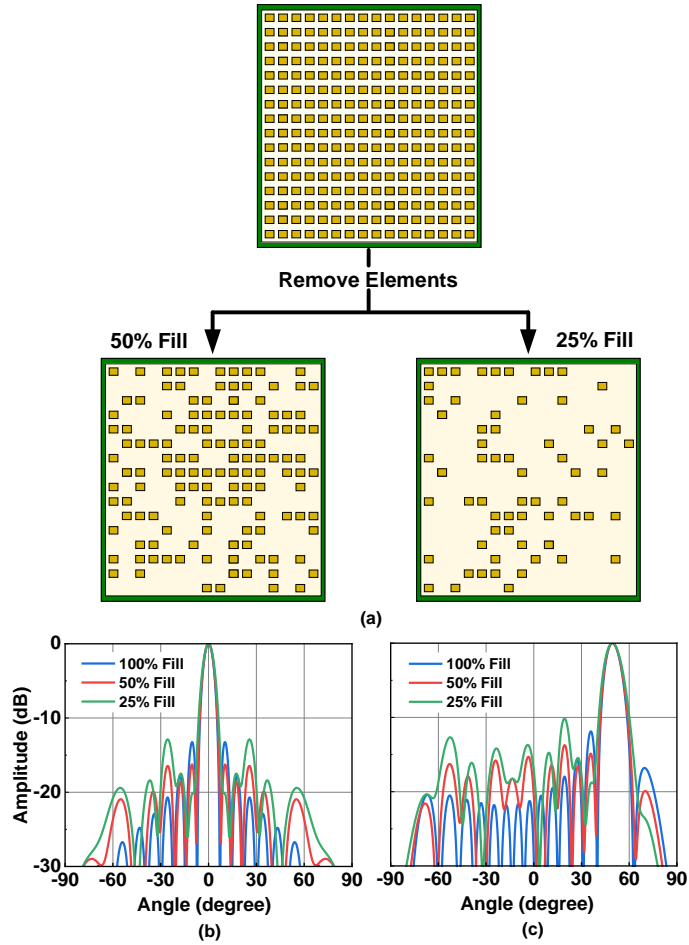 Remove Elements
50% Fill
25% Fill
(a)
0
-10
-20
-30
Amplitude (dB)
100% Fill
50% Fill
25% Fill
-90 -60 -30 0 30 60 90
Angle (degree)
(b)
100% Fill
50% Fill
25% Fill
-90 -60 -30 0 30 60 90
Angle (degree)
(c)